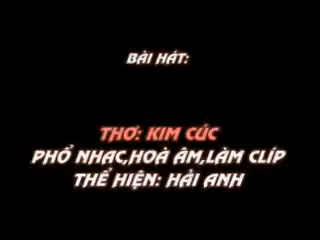 BÀI HÁT:
THƠ: KIM CÚC
PHỔ NHẠC,HOÀ ÂM,LÀM CLÍP
THỂ HIỆN: HẢI ANH